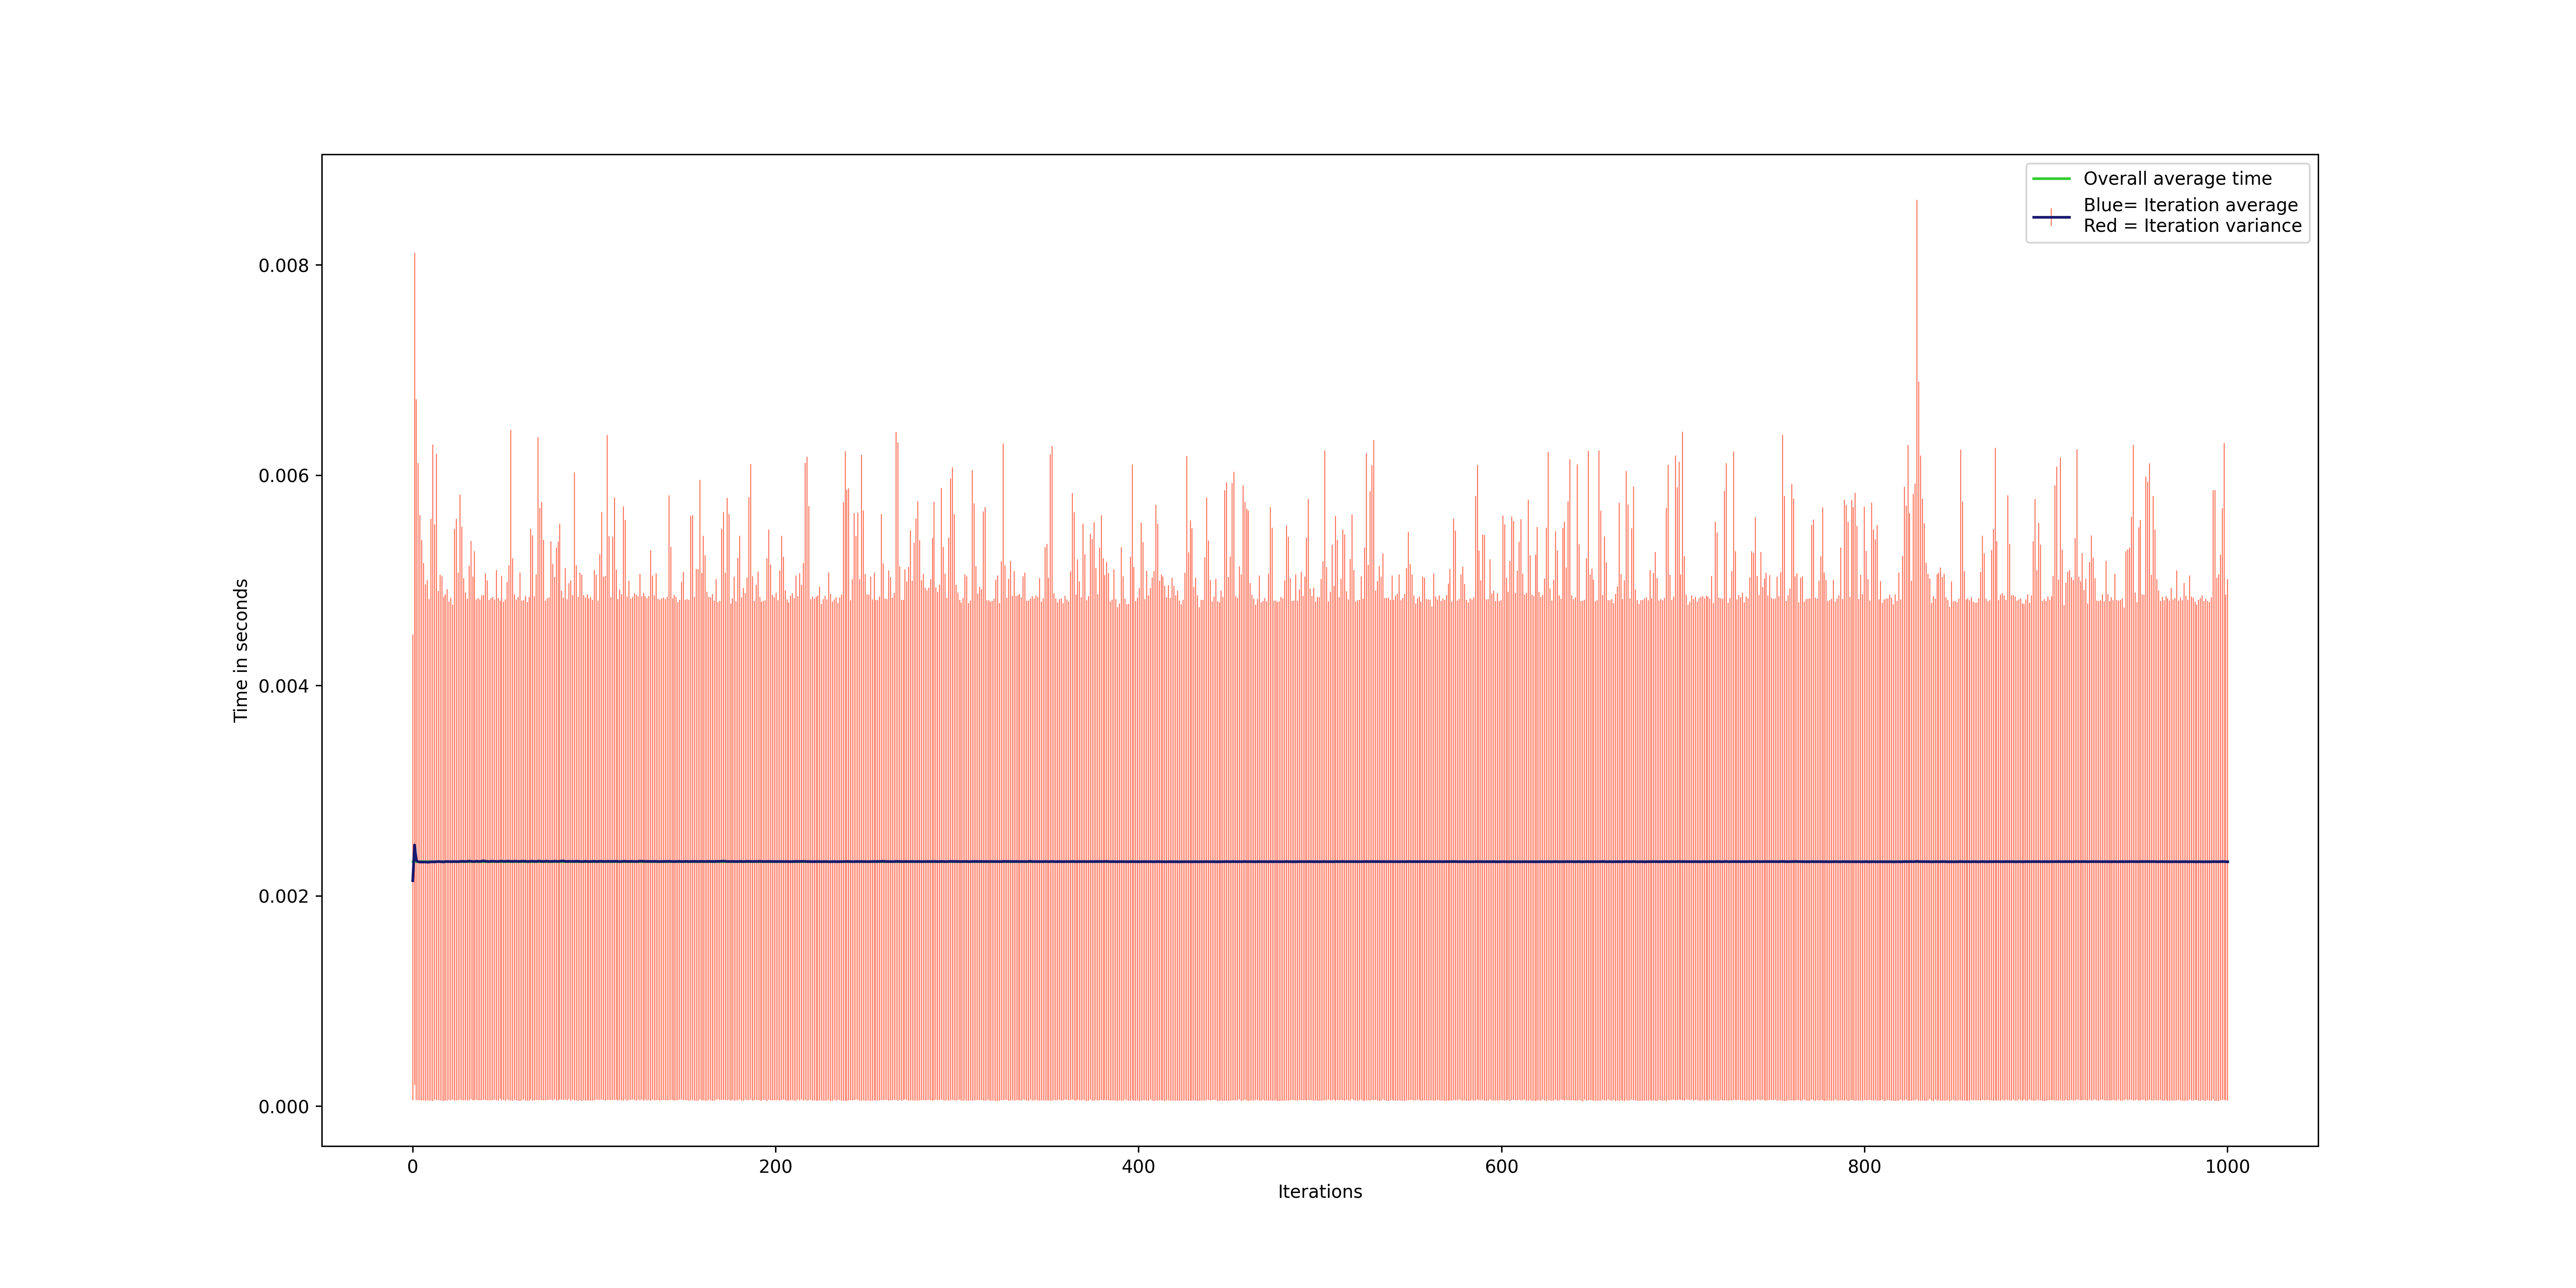 Overall average time
Blue= Iteration average
Red = Iteration variance
0.008
0.006
0.004
0.002
0.000
Time in seconds
0 200 400 600 800 1000
Iterations